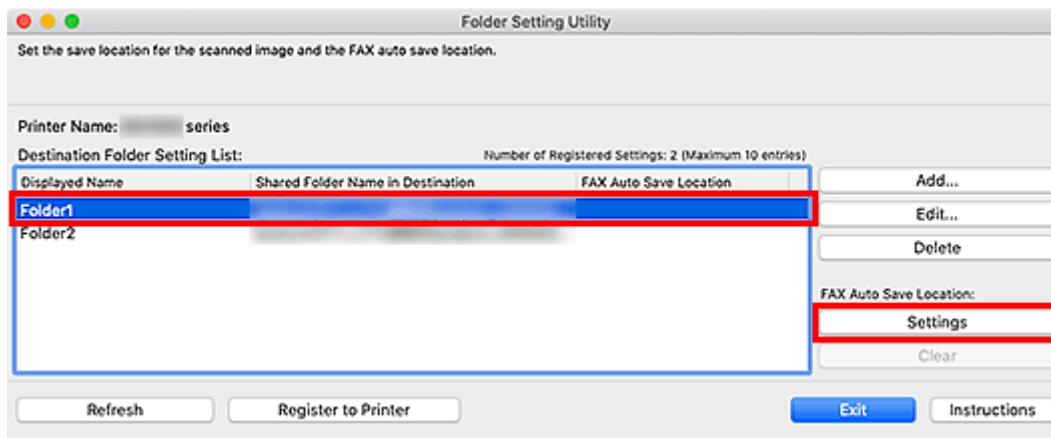 Folder Setting Utility
Set the save location for the scanned image and the FAX auto save location.
Printer Name: series
Destination Folder Setting List:
Number of Registered Settings: 2 (Maximum 10 entries)
Displayed Name Shared Folder Name in Destination FAX Auto Save Location
Add...
Folder1
Edit...
Folder2
Delete
FAX Auto Save Location:
Settings
Clear
Refresh Register to Printer Exit Instructions